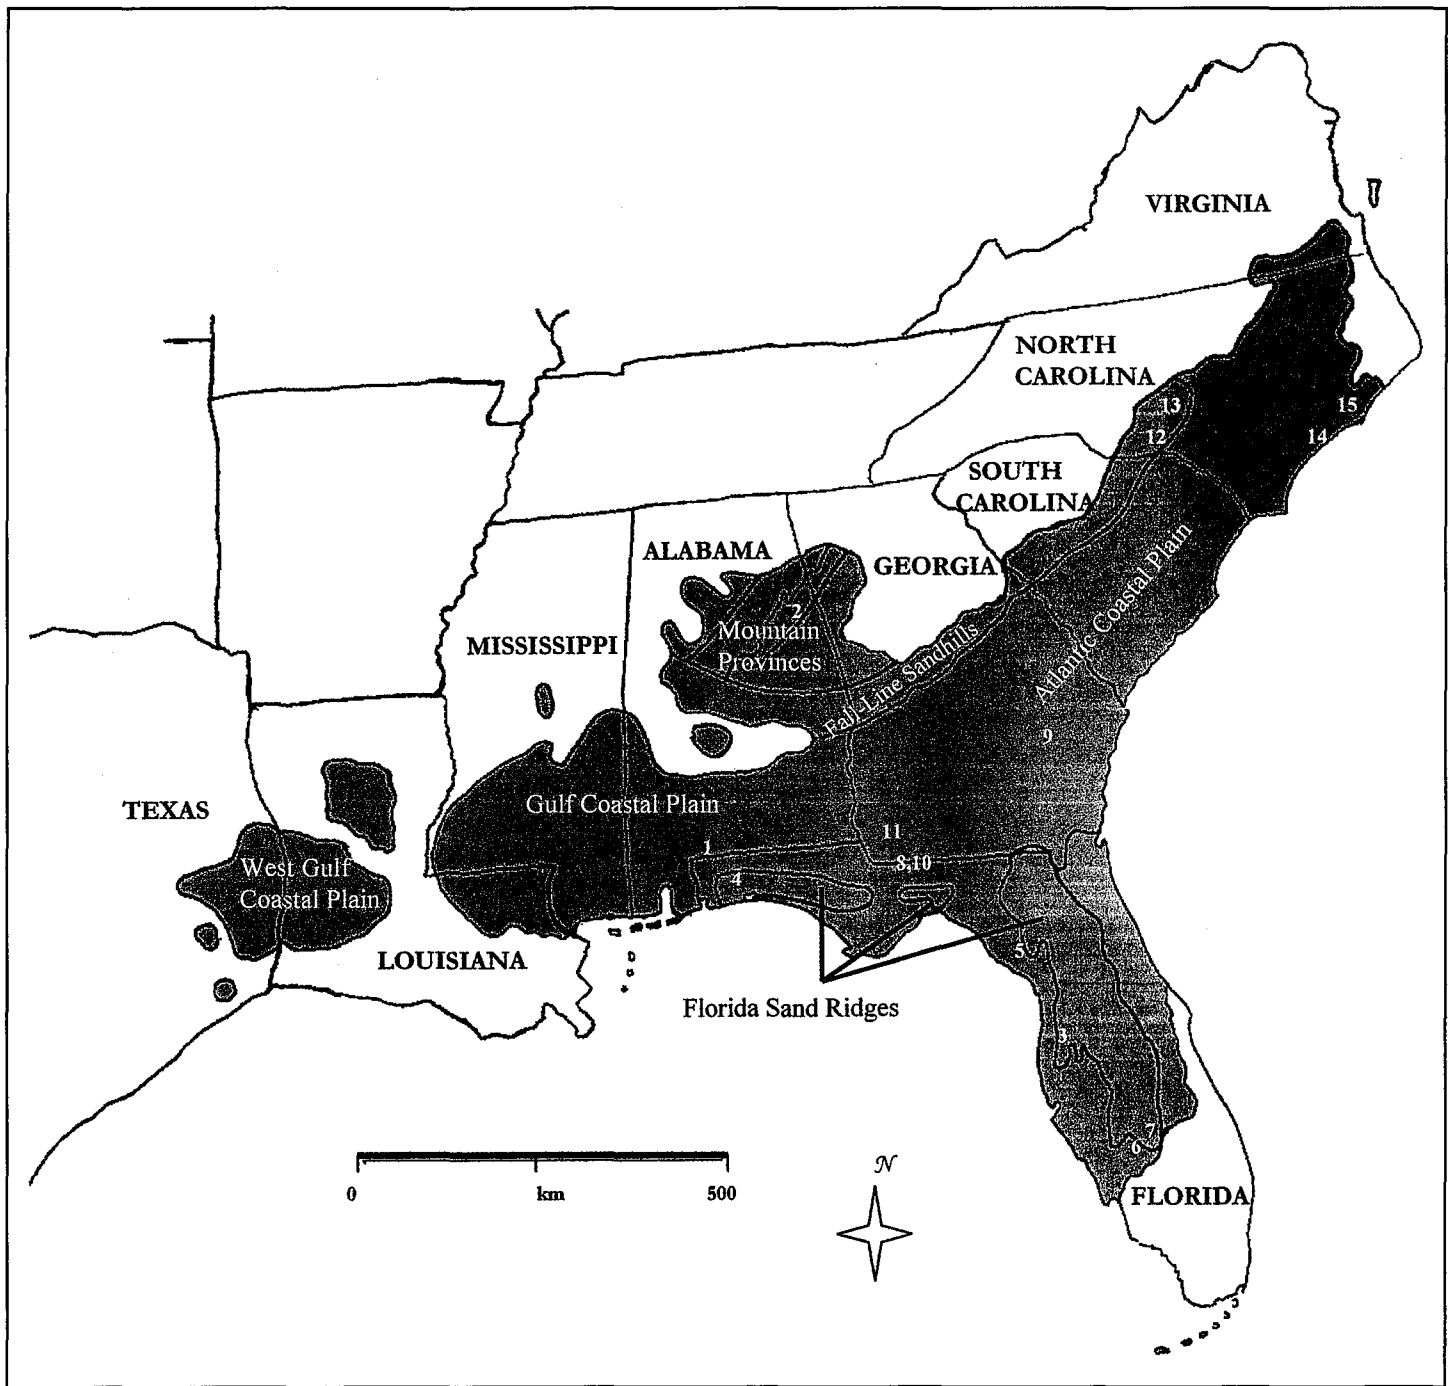 VIRGINIA
NORTH
CAROLINA
13
15
12
14
SOUTH
CAROLINA
ALABAMA
GEORGIA
2
Mountain
Provinces
MISSISSIPPI
Fall-Line Sandhills
Atlantic Coastal Plain
9
TEXAS
Gulf Coastal Plain
11
1
8,10
West Gulf
Coastal Plain
4
LOUISIANA
5
Florida Sand Ridges
3
7
6
0
km
500
N
FLORIDA